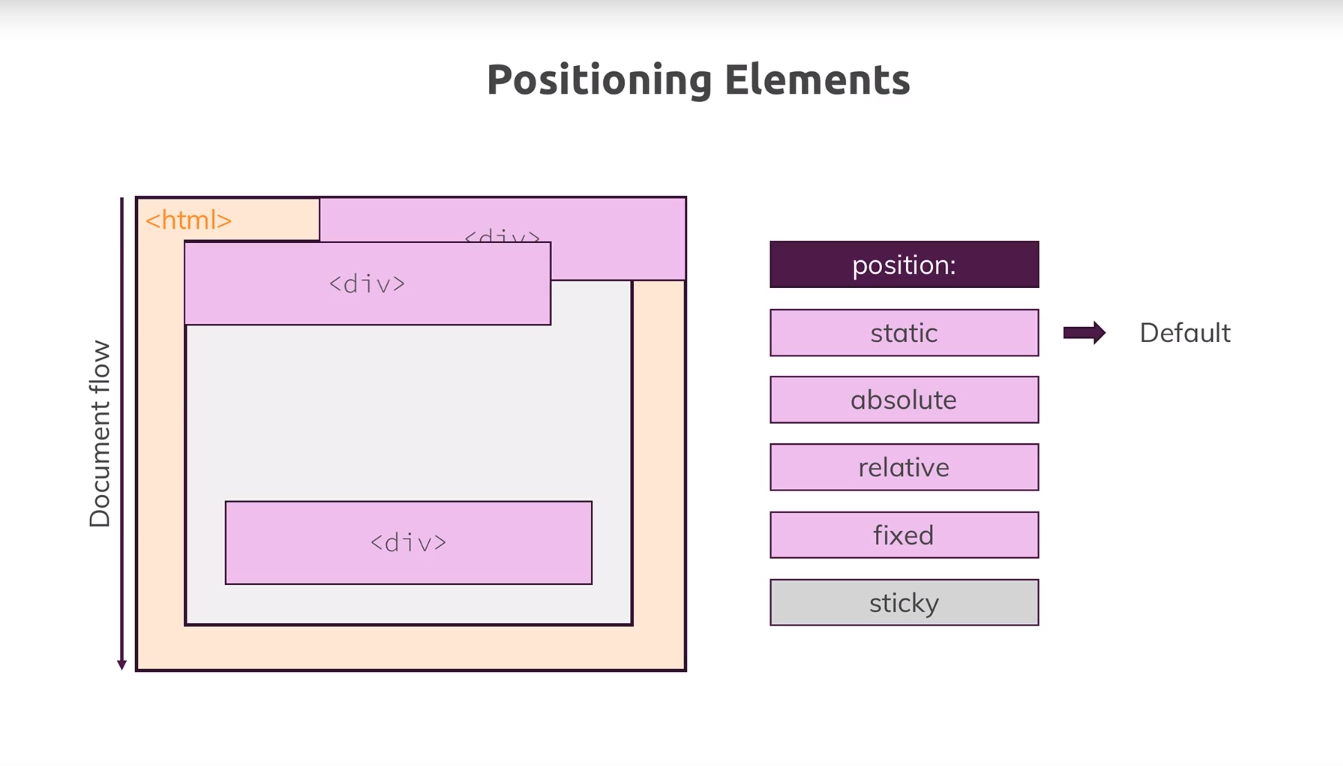 Positioning Elements
<html>
<div>
<div>
<div>
Document flow
position:
static
Default
absolute
relative
fixed
sticky